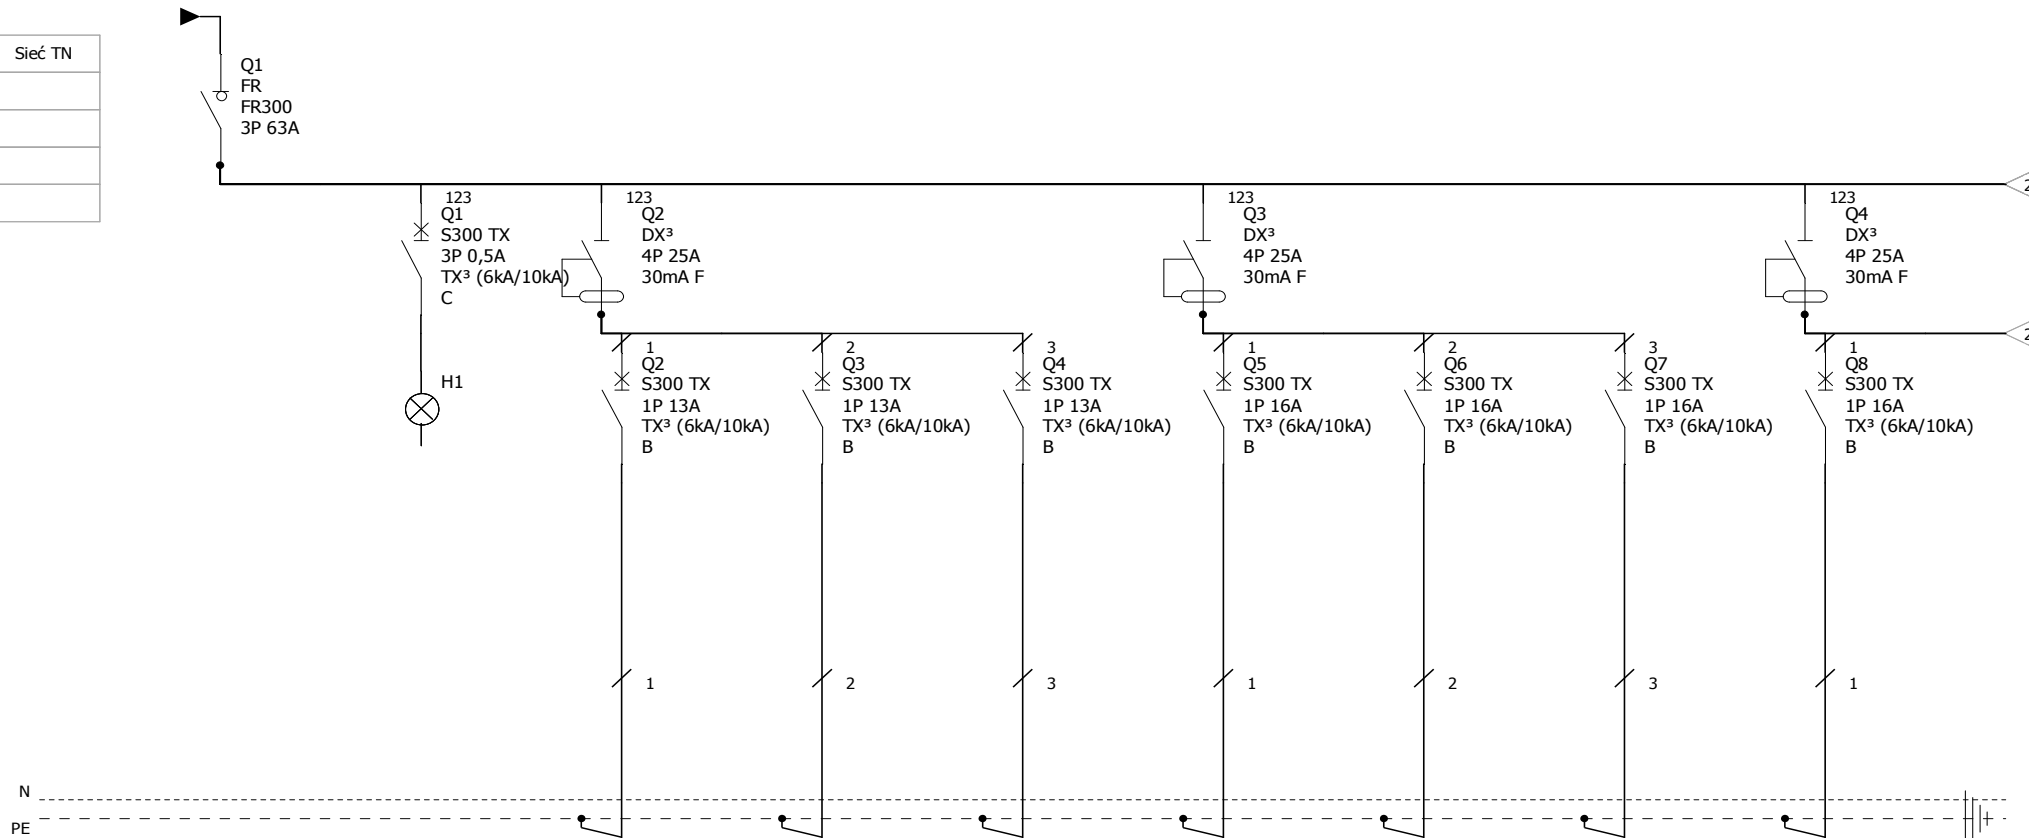 Sieć TN
Q1
FR
FR300
3P 63A
123
Q1
S300 TX
3P 0,5A
TX³ (6kA/10kA)
C
H1
123
Q2
DX³
4P 25A
30mA F
123
Q3
DX³
4P 25A
30mA F
123
Q4
DX³
4P 25A
30mA F
2
2
1
Q2
S300 TX
1P 13A
TX³ (6kA/10kA)
B
2
Q3
S300 TX
1P 13A
TX³ (6kA/10kA)
B
3
Q4
S300 TX
1P 13A
TX³ (6kA/10kA)
B
1
Q5
S300 TX
1P 16A
TX³ (6kA/10kA)
B
2
Q6
S300 TX
1P 16A
TX³ (6kA/10kA)
B
3
Q7
S300 TX
1P 16A
TX³ (6kA/10kA)
B
1
Q8
S300 TX
1P 16A
TX³ (6kA/10kA)
B
1
2
3
1
2
3
1
N
PE